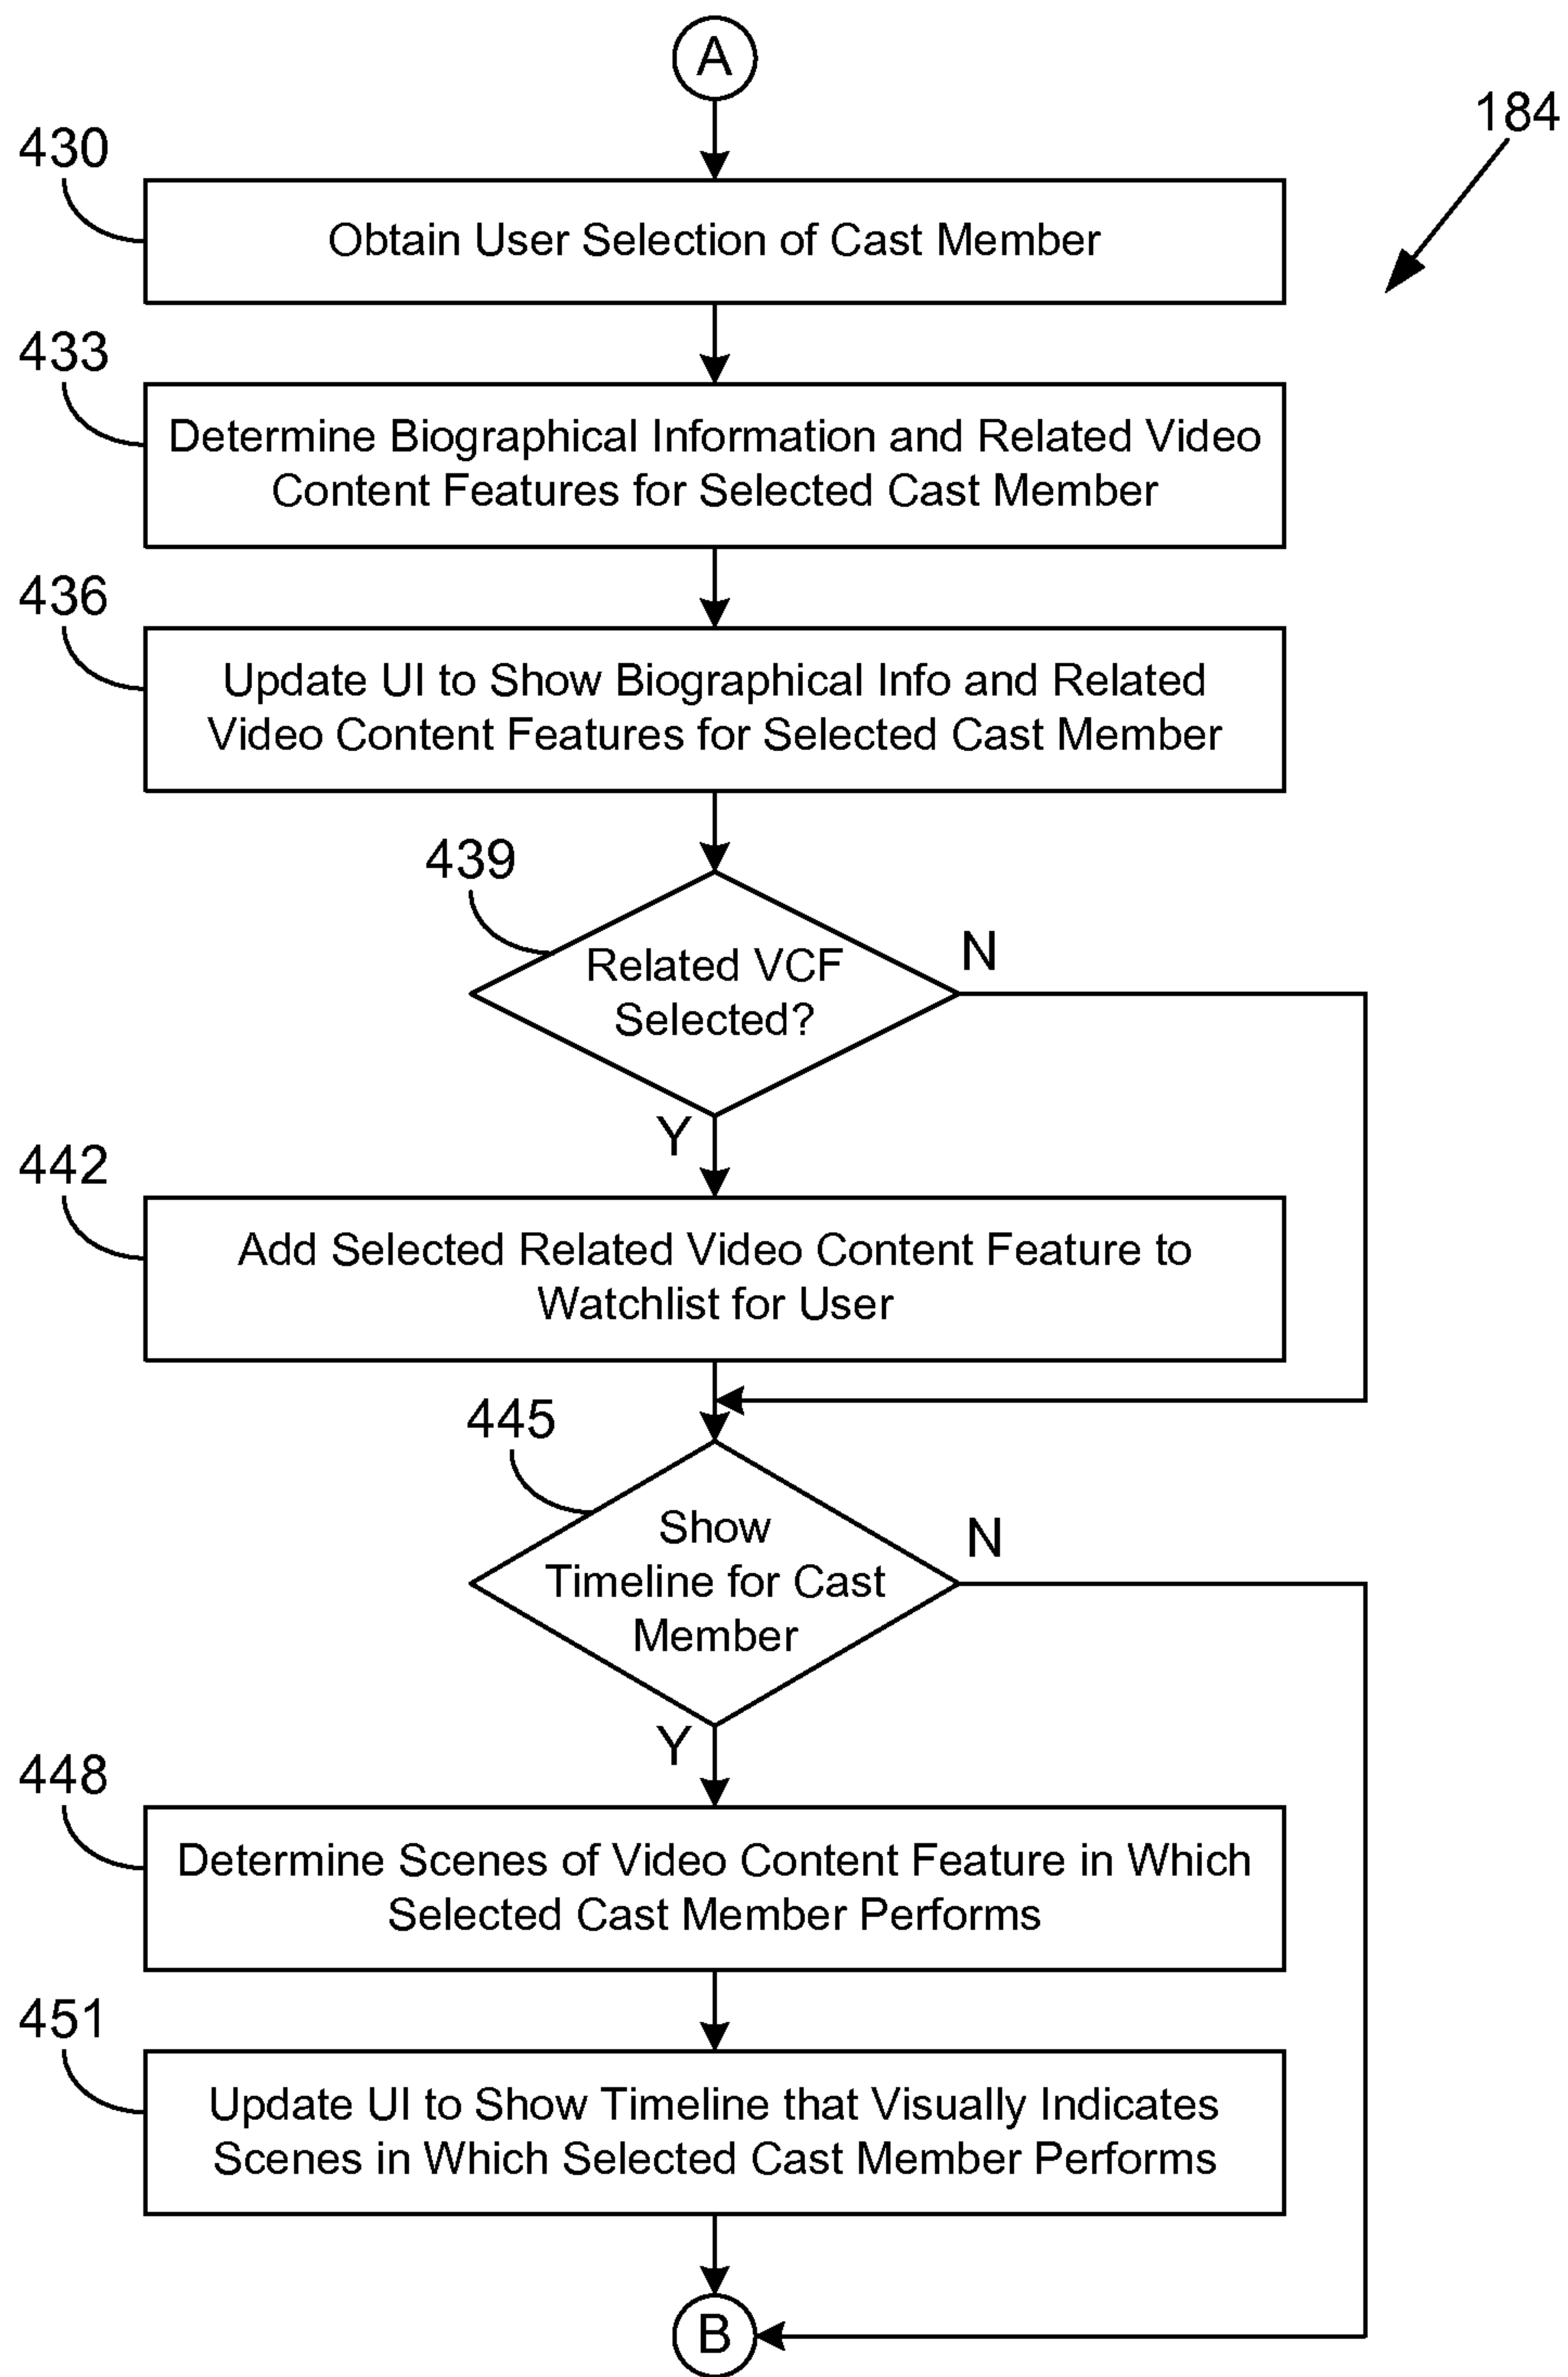 A
184
430
Obtain User Selection of Cast Member
433
Determine Biographical Information and Related Video
Content Features for Selected Cast Member
436
Update UI to Show Biographical Info and Related
Video Content Features for Selected Cast Member
439
Related VCF
Selected?
N
Y
442
Add Selected Related Video Content Feature to
Watchlist for User
445
Show
Timeline for Cast
Member
N
Y
448
Determine Scenes of Video Content Feature in Which
Selected Cast Member Performs
451
Update UI to Show Timeline that Visually Indicates
Scenes in Which Selected Cast Member Performs
B